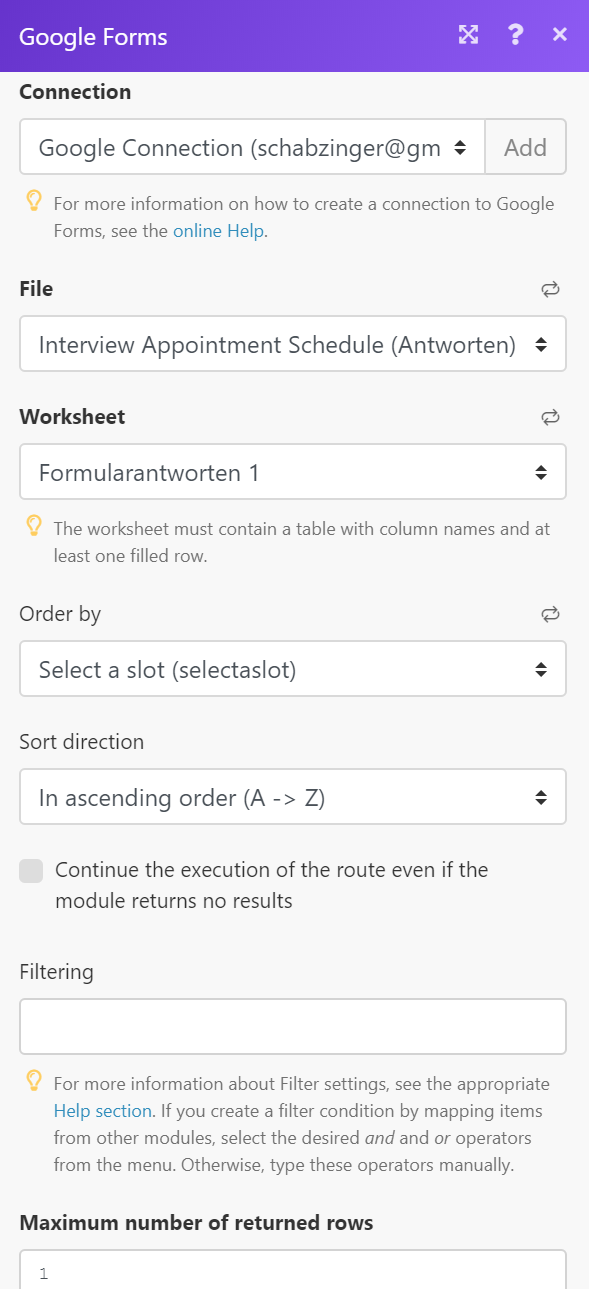 Google Forms
Connection
Google Connection (schabzinger@gm
Add
For more information on how to create a connection to Google
Forms, see the online Help.
File
Interview Appointment Schedule (Antworten)
Worksheet
Formularantworten 1
The worksheet must contain a table with column names and at
least one filled row.
Order by
Select a slot (selectaslot)
Sort direction
In ascending order (A -> Z)
Continue the execution of the route even if the
module returns no results
Filtering
For more information about Filter settings, see the appropriate
Help section. If you create a filter condition by mapping items
from other modules, select the desired and and or operators
from the menu. Otherwise, type these operators manually.
Maximum number of returned rows
1